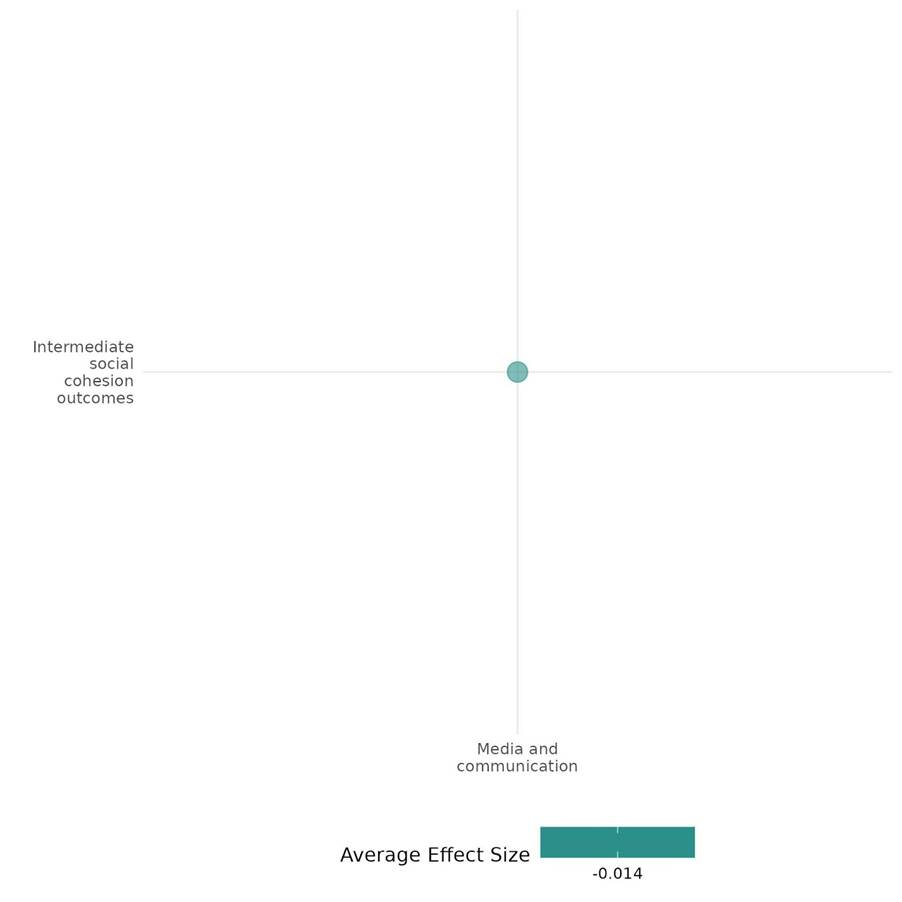 Intermediate
social
cohesion
outcomes
Media and
communication
Average Effect Size
-0.014